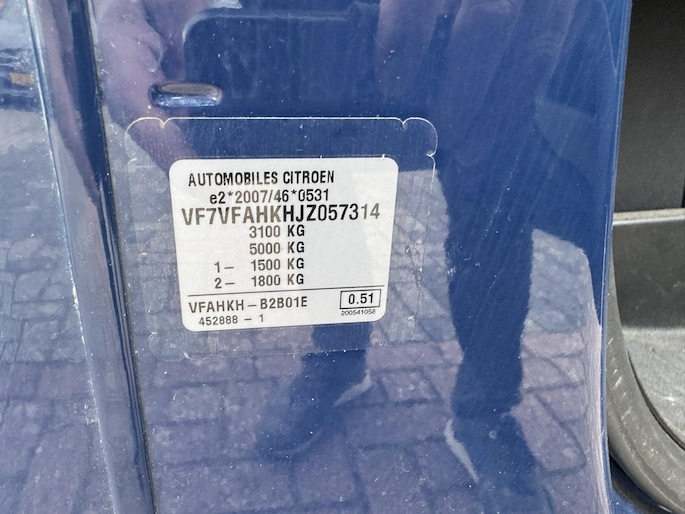 AUTOMOBILES CITROEN
e2*2007/46*0531
VF7VFAHKHJZ057314
3100 KG
5000 KG
1- 1500 KG
2- 1800 KG
VFAHKH-B2B01E 0.51
452888 - 1 200541058